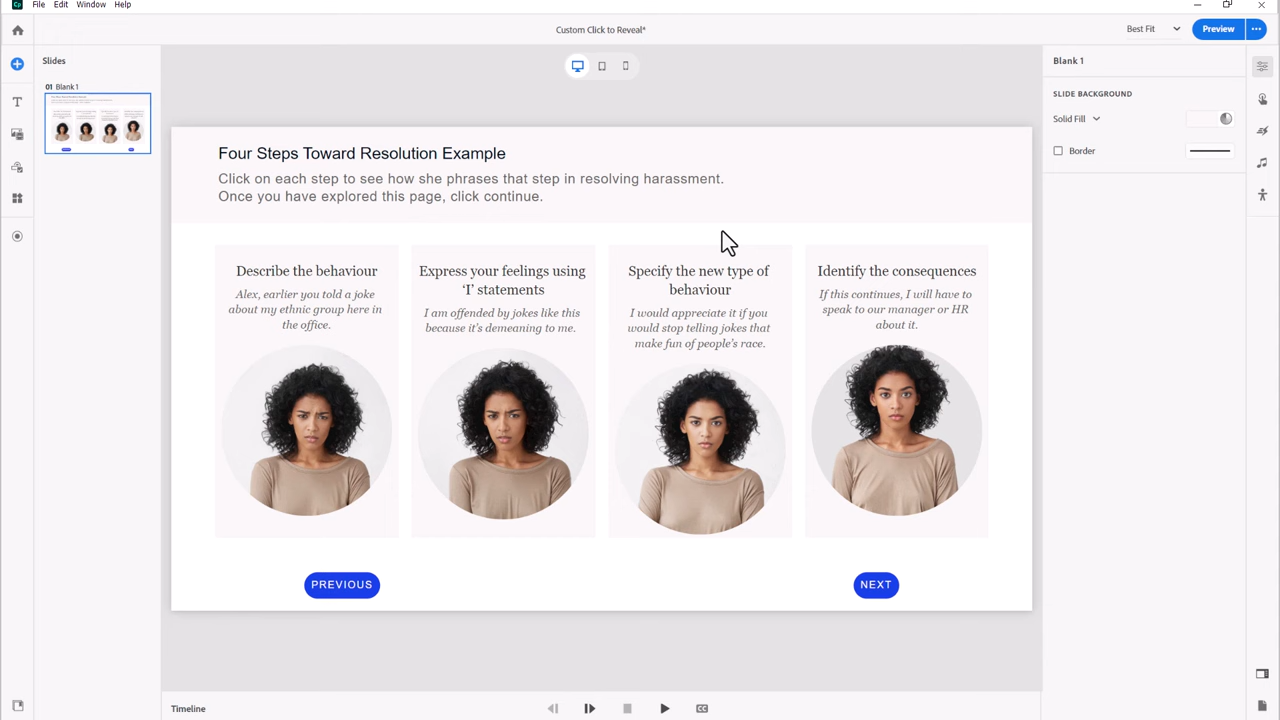 Cp File Edit Window Help
Custom Click to Reveal*
Best Fit
Preview
Slides
01 Blank 1
Blank 1
SLIDE BACKGROUND
Solid Fill
Border
Four Steps Toward Resolution Example
Click on each step to see how she phrases that step in resolving harassment.
Once you have explored this page, click continue.
Describe the behaviour
Alex, earlier you told a joke
about my ethnic group here in
the office.
Express your feelings using
‘I’ statements
I am offended by jokes like this
because it’s demeaning to me.
Specify the new type of
behaviour
I would appreciate it if you
would stop telling jokes that
make fun of people’s race.
Identify the consequences
If this continues, I will have to
speak to our manager or HR
about it.
PREVIOUS
NEXT
Timeline
CC